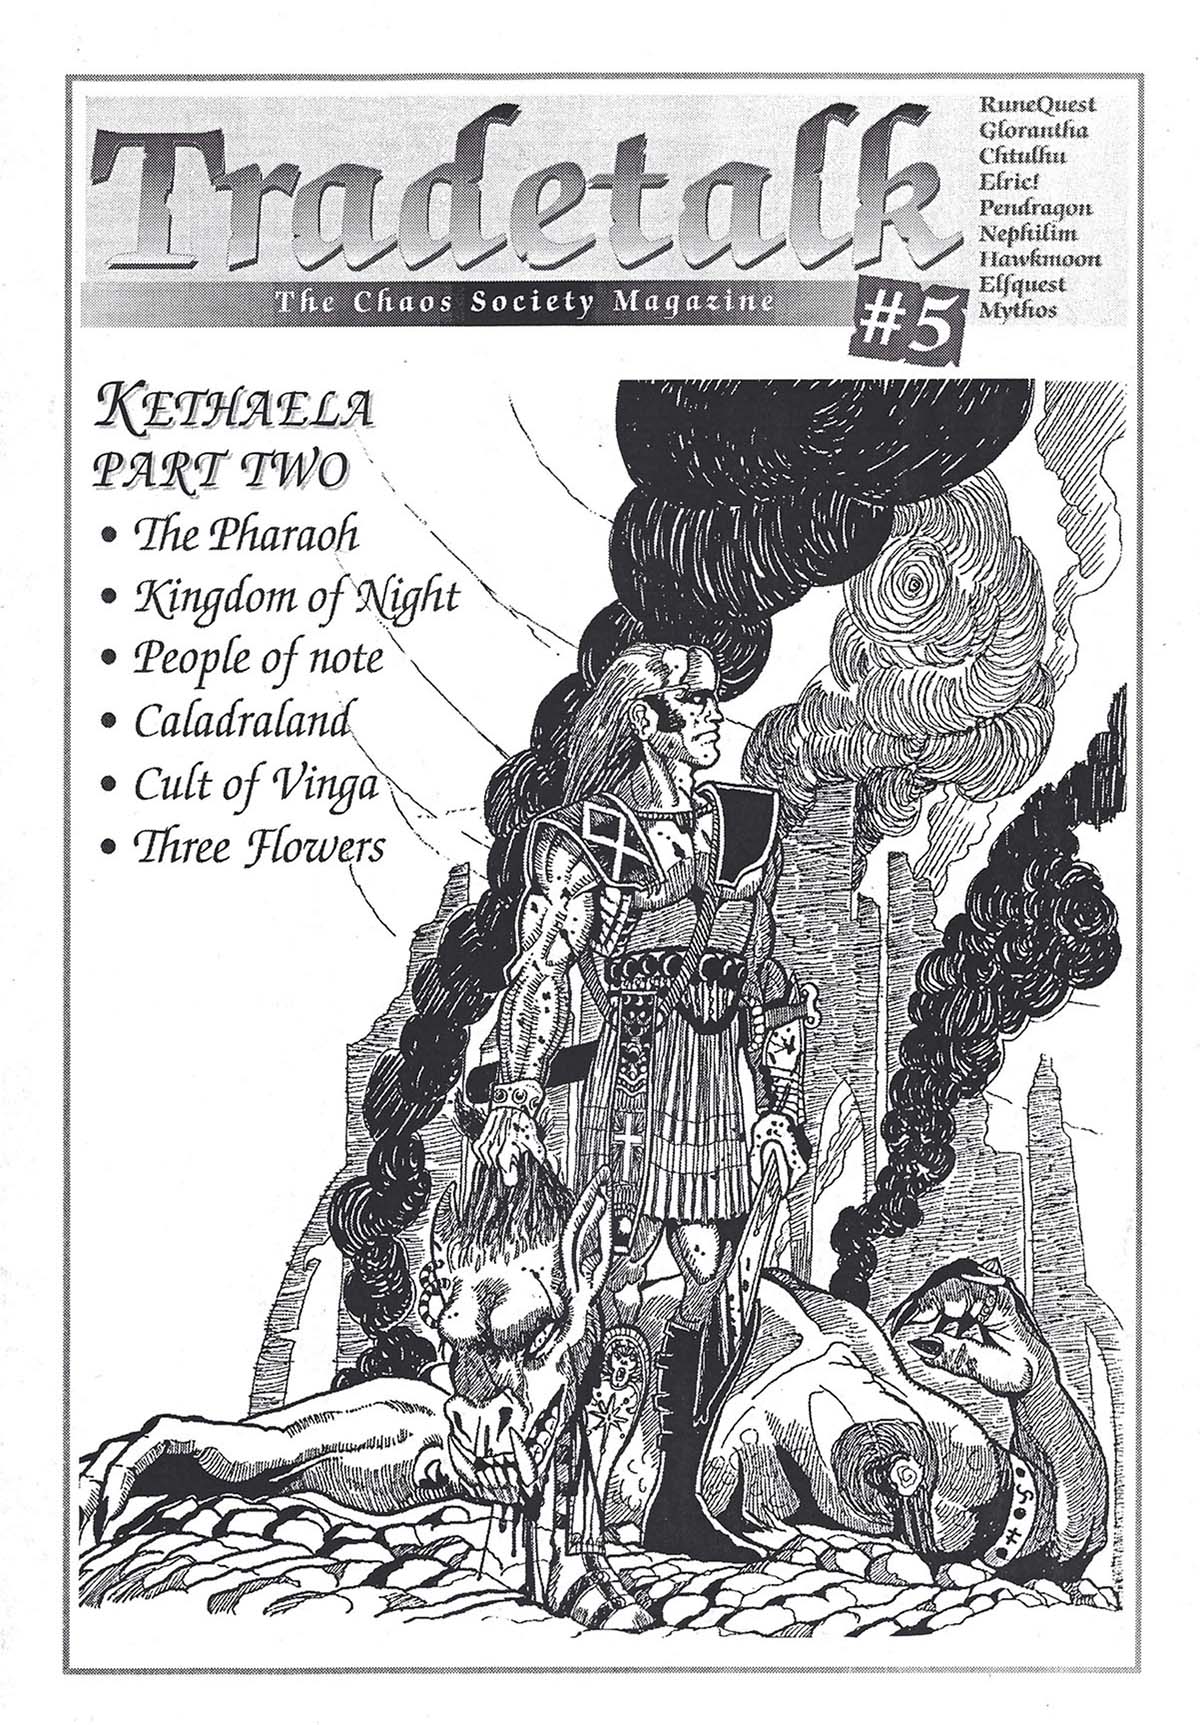 Tradetalk
The Chaos Society Magazine
#5
RuneQuest
Glorantha
Chtulhu
Elric!
Pendragon
Nephilim
Hawkmoon
Elfquest
Mythos
KETHAELA
PART TWO
• The Pharaoh
• Kingdom of Night
• People of note
• Caladraland
• Cult of Vinga
• Three Flowers